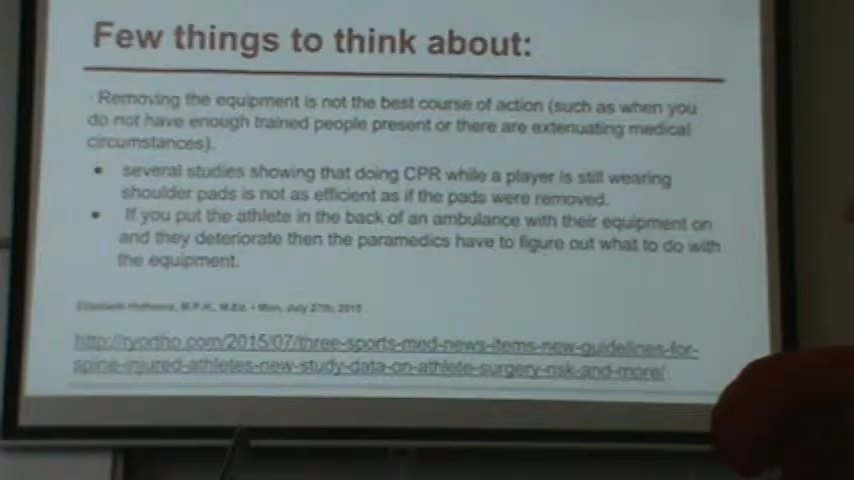 Few things to think about:
· Removing the equipment is not the best course of action (such as when you
do not have enough trained people present or there are extenuating medical
circumstances).
• several studies showing that doing CPR while a player is still wearing
shoulder pads is not as efficient as if the pads were removed.
• If you put the athlete in the back of an ambulance with their equipment on
and they deteriorate then the paramedics have to figure out what to do with
the equipment.
M.P.H., M.Ed. • Mon, July 27th, 2015
http://ryortho.com/2015/07/three-sports-med-news-items-new-guidelines-for-
spine-injured-athletes-new-study-data-on-athlete-surgery-risk-and-more/